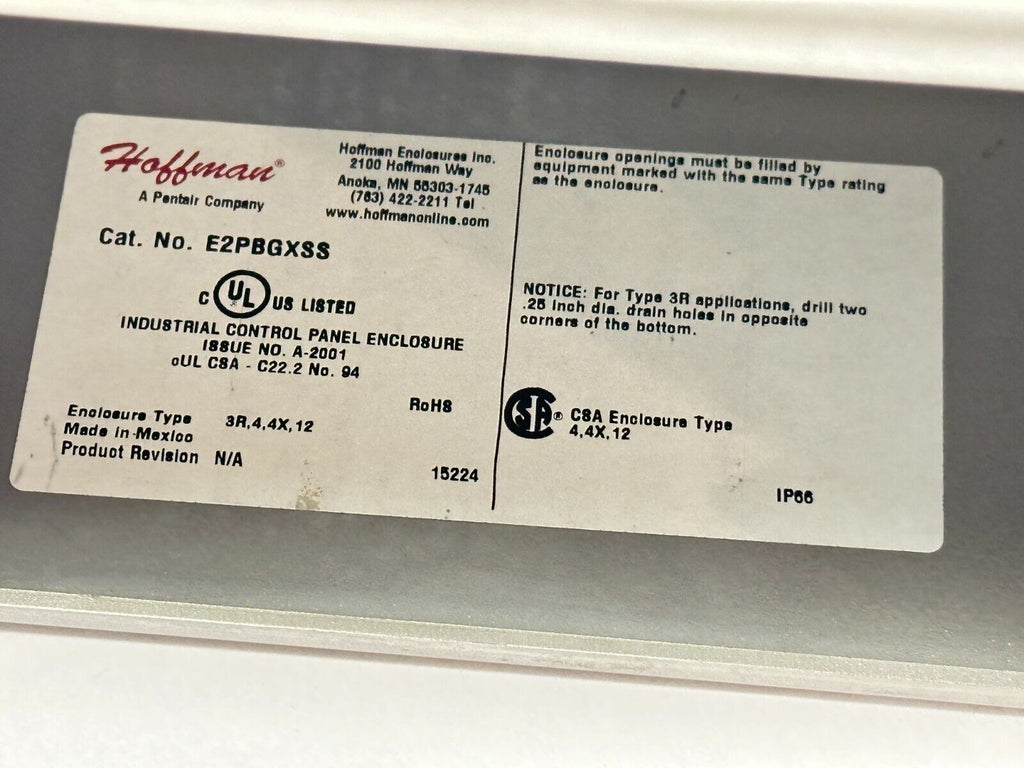 Hoffman®
A Pentair Company
Hoffman Enclosures Inc.
2100 Hoffman Way
Anoka, MN 55303-1745
(763) 422-2211 Tel
www.hoffmanonline.com
Cat. No. E2PBGXSS
C UL® US LISTED
INDUSTRIAL CONTROL PANEL ENCLOSURE
ISSUE NO. A-2001
cUL CSA - C22.2 No. 94
RoHS
Enclosure Type 3R,4,4X,12
Made in Mexico
Product Revision N/A
15224
Enclosure openings must be filled by
equipment marked with the same Type rating
as the enclosure.
NOTICE: For Type 3R applications, drill two
.25 inch dia. drain holes in opposite
corners of the bottom.
SA® CSA Enclosure Type
4,4X,12
IP66